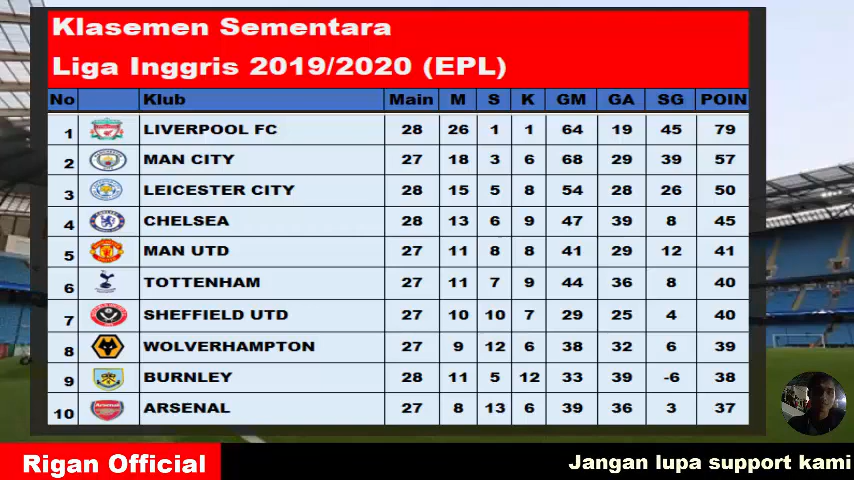 Klasemen Sementara
Liga Inggris 2019/2020 (EPL)
No Klub Main M S K GM GA SG POIN
1 LIVERPOOL FC 28 26 1 1 64 19 45 79
2 MAN CITY 27 18 3 6 68 29 39 57
3 LEICESTER CITY 28 15 5 8 54 28 26 50
4 CHELSEA 28 13 6 9 47 39 8 45
5 MAN UTD 27 11 8 8 41 29 12 41
6 TOTTENHAM 27 11 7 9 44 36 8 40
7 SHEFFIELD UTD 27 10 10 7 29 25 4 40
8 WOLVERHAMPTON 27 9 12 6 38 32 6 39
9 BURNLEY 28 11 5 12 33 39 -6 38
10 ARSENAL 27 8 13 6 39 36 3 37
Rigan Official
Jangan lupa support kami